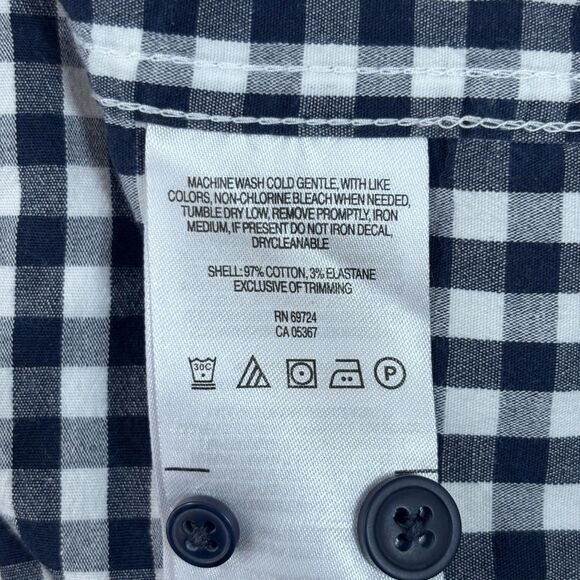 MACHINE WASH COLD GENTLE, WITH LIKE
COLORS, NON-CHLORINE BLEACH WHEN NEEDED,
TUMBLE DRY LOW, REMOVE PROMPTLY, IRON
MEDIUM, IF PRESENT DO NOT IRON DECAL,
DRYCLEANABLE
SHELL: 97% COTTON, 3% ELASTANE
EXCLUSIVE OF TRIMMING
RN 69724
CA 05367
30C P